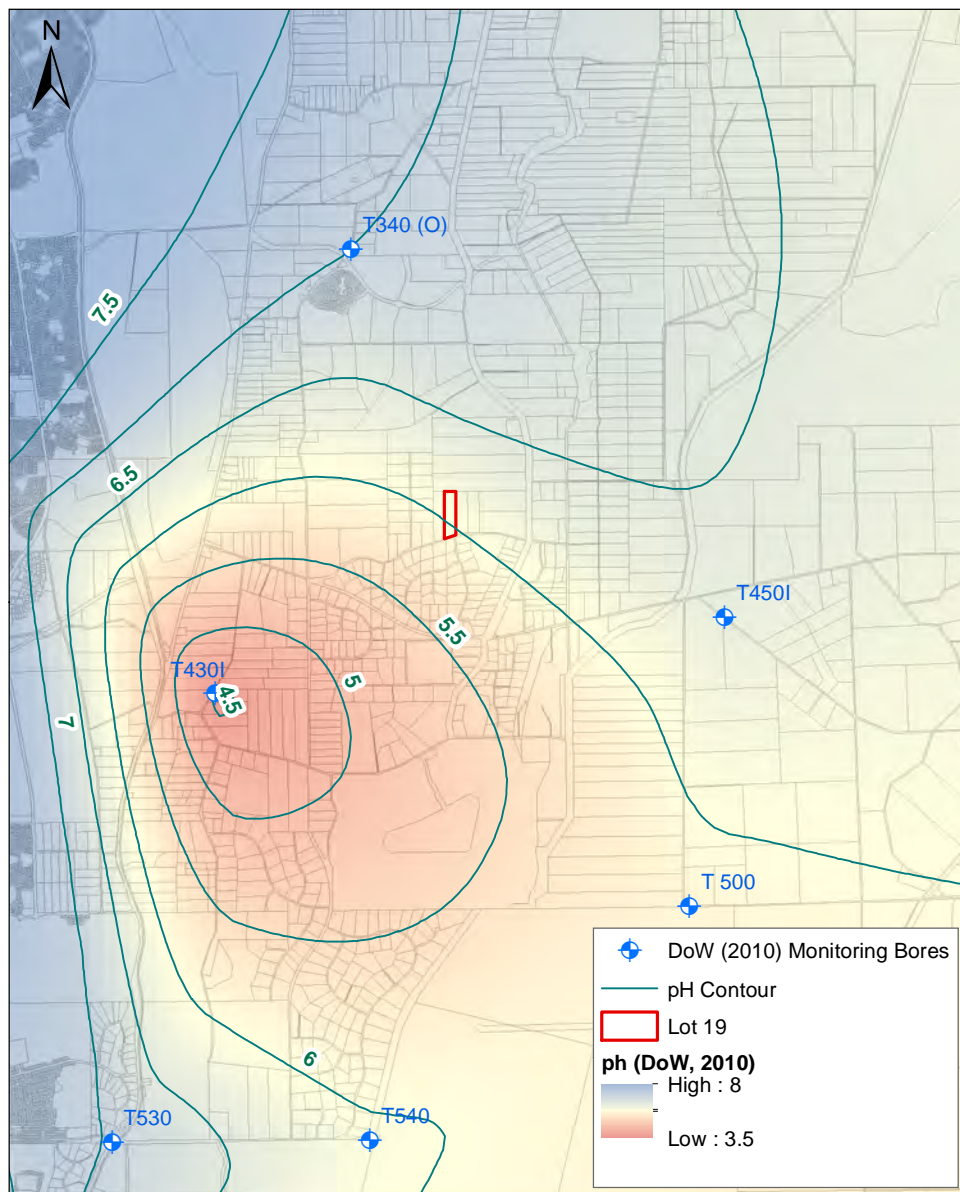 N
T340 (O)
7.5
6.5
T450I
5.5
T430I
4.5
5
7
T 500
6
T530
T540
DoW (2010) Monitoring Bores
pH Contour
Lot 19
ph (DoW, 2010)
High : 8
Low : 3.5